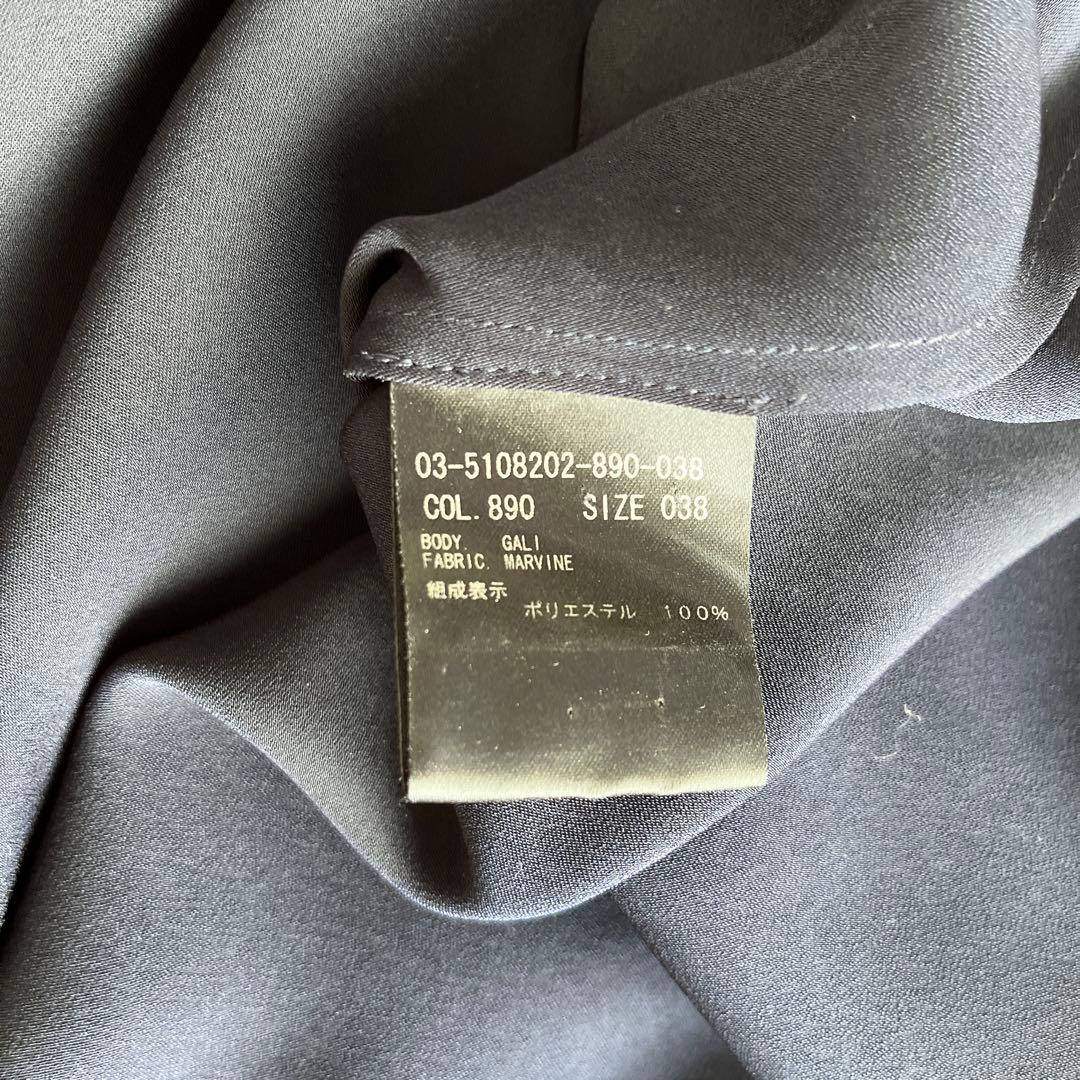 03-5108202-890-038
COL. 890 SIZE 038
BODY. GALI
FABRIC. MARVINE
組成表示
ポリエステル 100%